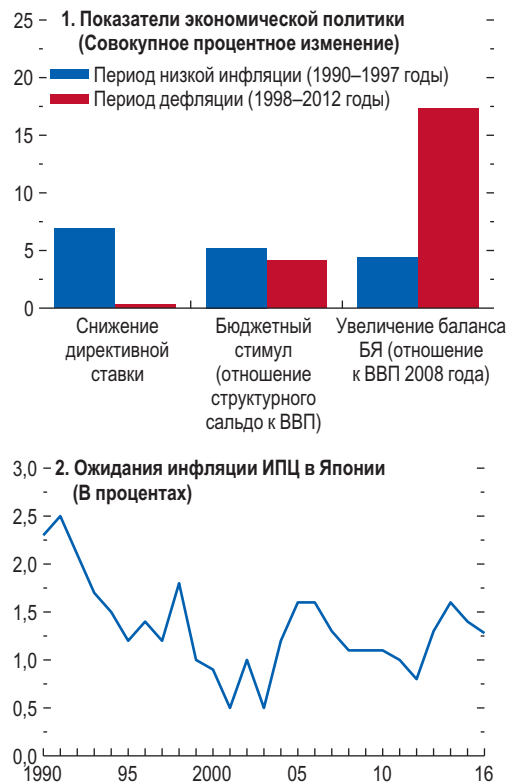 1. Показатели экономической политики
(Совокупное процентное изменение)
Период низкой инфляции (1990–1997 годы)
Период дефляции (1998–2012 годы)
25
20
15
10
5
0
Снижение
директивной
ставки
Бюджетный
стимул
(отношение
структурного
сальдо к ВВП)
Увеличение баланса
БЯ (отношение
к ВВП 2008 года)
2. Ожидания инфляции ИПЦ в Японии
(В процентах)
3,0
2,5
2,0
1,5
1,0
0,5
0,0
1990 95 2000 05 10 16